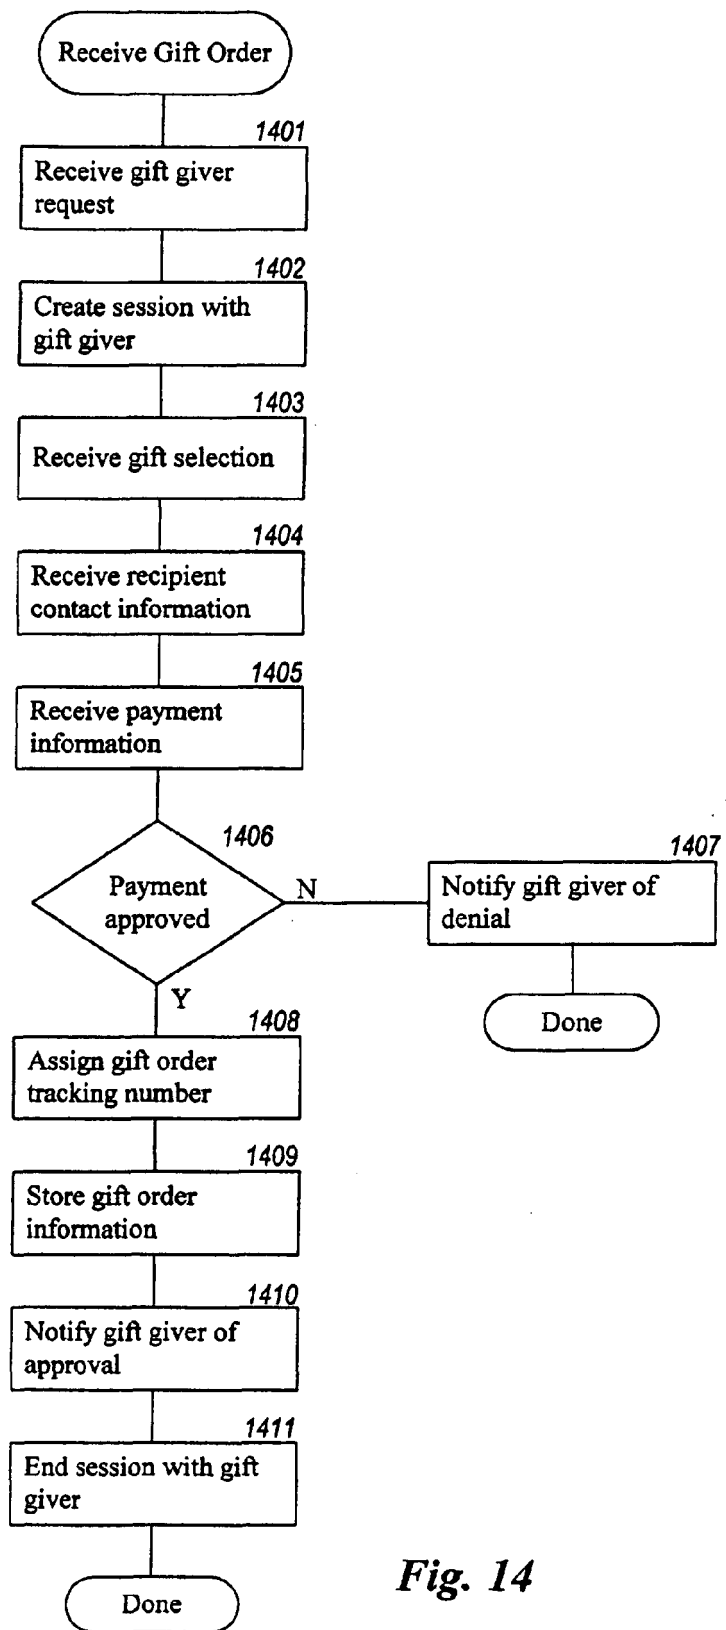 Receive Gift Order
1401
Receive gift giver
request
1402
Create session with
gift giver
1403
Receive gift selection
1404
Receive recipient
contact information
1405
Receive payment
information
1406
Payment
approved
N
1407
Notify gift giver of
denial
Done
Y
1408
Assign gift order
tracking number
1409
Store gift order
information
1410
Notify gift giver of
approval
1411
End session with gift
giver
Done
Fig. 14